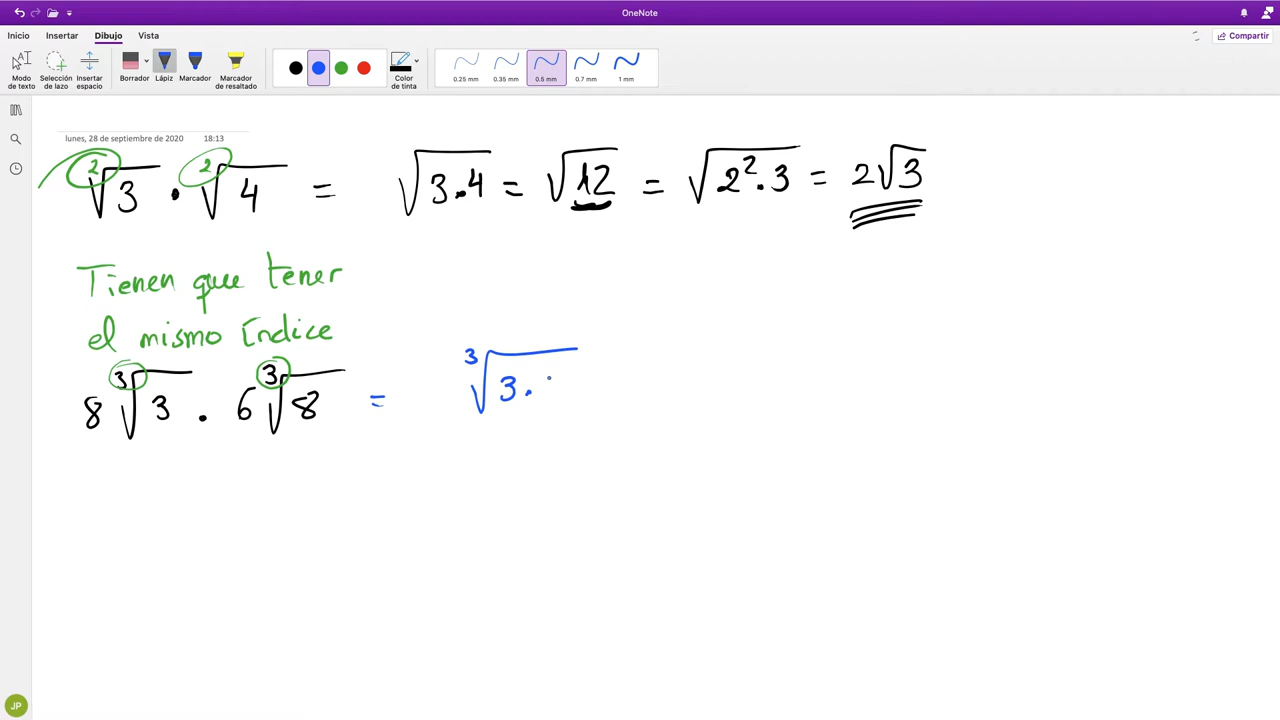 OneNote
Inicio Insertar Dibujo Vista
Compartir
Modo de texto
Selección de lazo
Insertar espacio
Borrador
Lápiz
Marcador
Marcador de resaltado
Color de tinta
0.25 mm 0.35 mm 0.5 mm 0.7 mm 1 mm
lunes, 28 de septiembre de 2020 18:13
²√3 · ²√4 = √3·4 = √12 = √2²·3 = 2√3
Tienen que tener
el mismo Índice
8 ³√3 · 6 ³√8 = ³√3·
JP